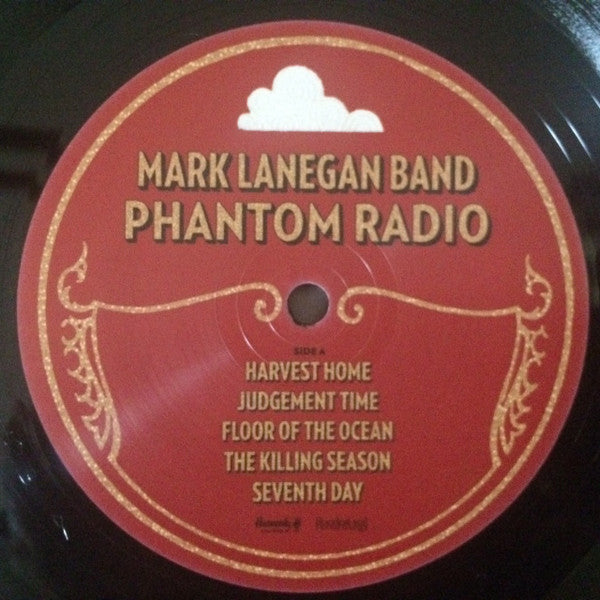 MARK LANEGAN BAND
PHANTOM RADIO
SIDE A
HARVEST HOME
JUDGEMENT TIME
FLOOR OF THE OCEAN
THE KILLING SEASON
SEVENTH DAY
Heavenly